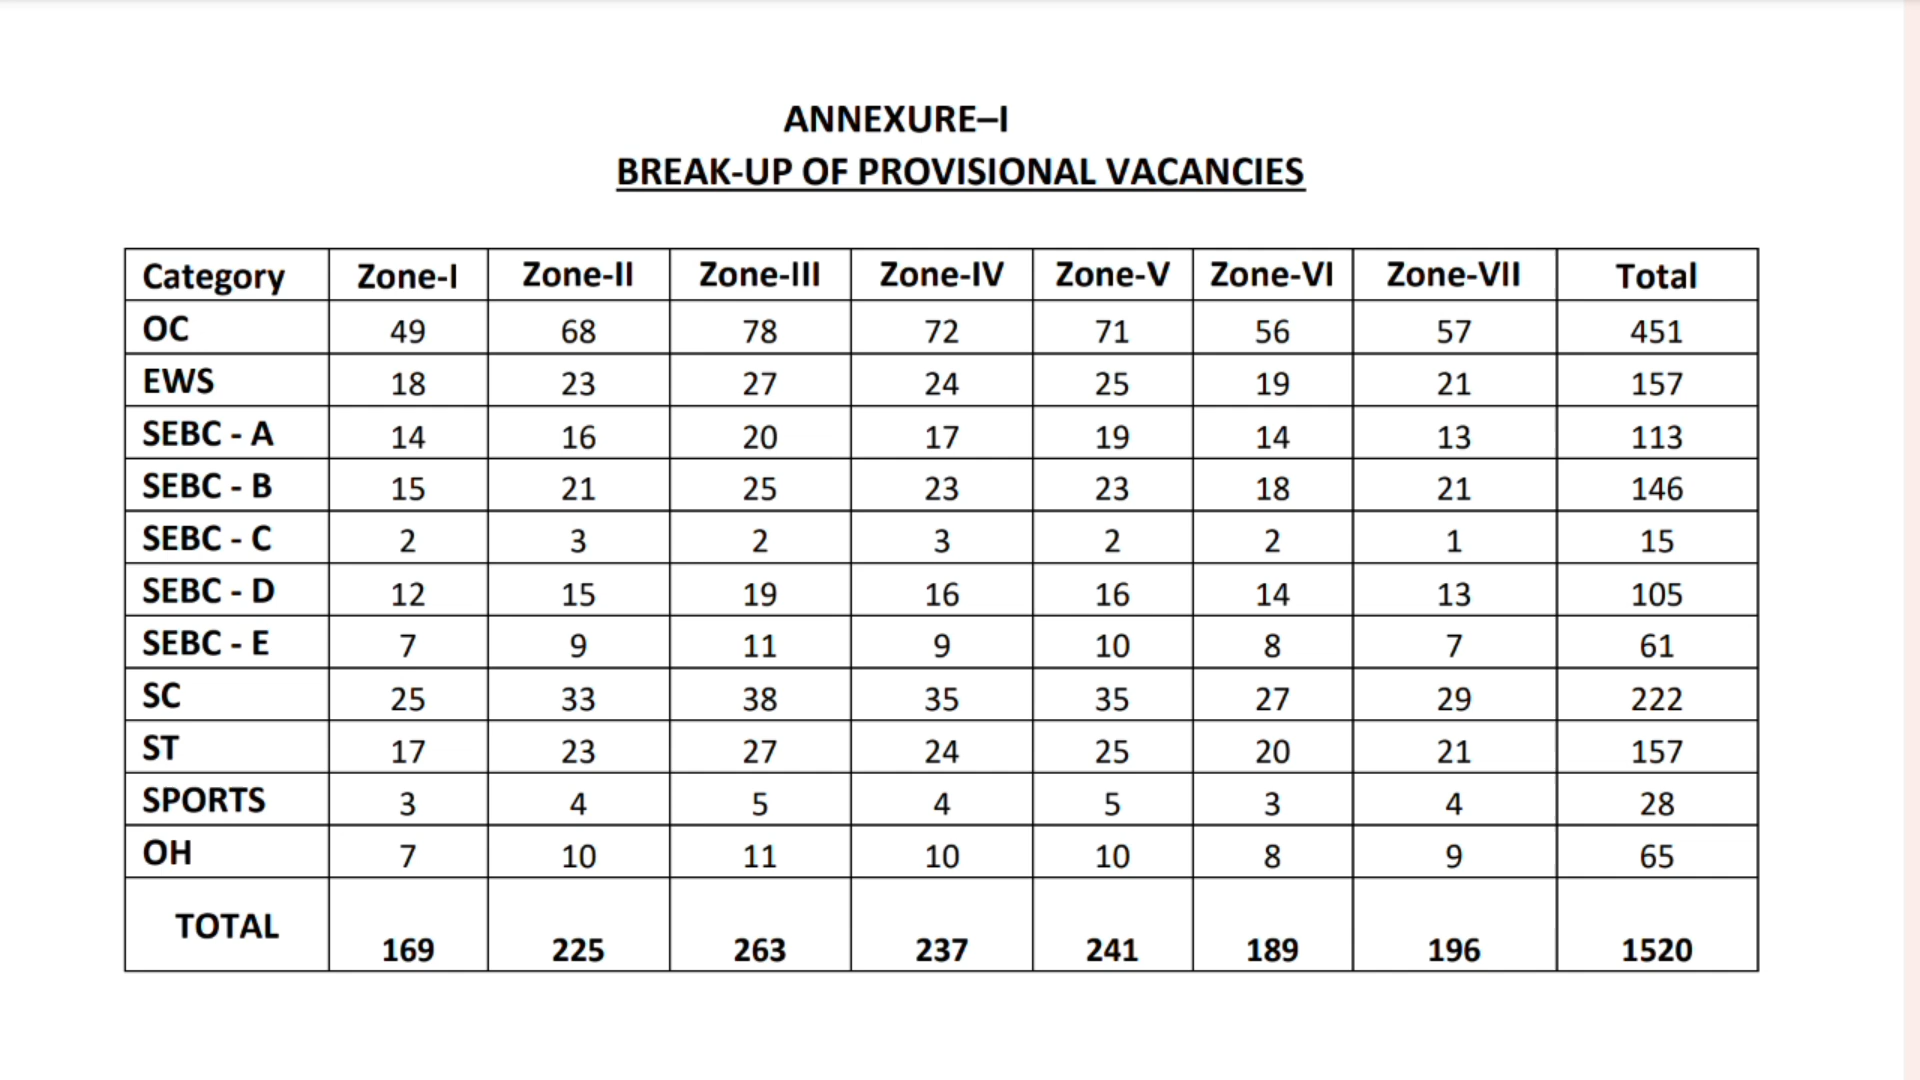 ANNEXURE–I
BREAK-UP OF PROVISIONAL VACANCIES
Category Zone-I Zone-II Zone-III Zone-IV Zone-V Zone-VI Zone-VII Total
OC 49 68 78 72 71 56 57 451
EWS 18 23 27 24 25 19 21 157
SEBC - A 14 16 20 17 19 14 13 113
SEBC - B 15 21 25 23 23 18 21 146
SEBC - C 2 3 2 3 2 2 1 15
SEBC - D 12 15 19 16 16 14 13 105
SEBC - E 7 9 11 9 10 8 7 61
SC 25 33 38 35 35 27 29 222
ST 17 23 27 24 25 20 21 157
SPORTS 3 4 5 4 5 3 4 28
OH 7 10 11 10 10 8 9 65
TOTAL 169 225 263 237 241 189 196 1520